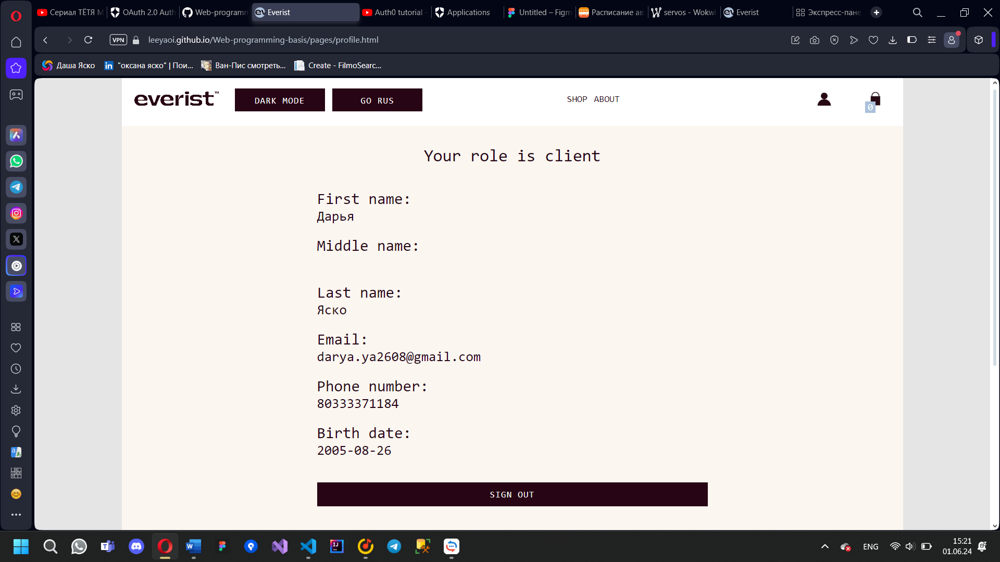 Сериал ТЁТЯ М
OAuth 2.0 Auth
Web-programm
Everist
Auth0 tutorial -
Applications
Untitled – Figm
Расписание ав
servos - Wokwi
Everist
Экспресс-пане
VPN
leeyaoi.github.io/Web-programming-basis/pages/profile.html
Даша Яско
"оксана яско" | Пои...
Ван-Пис смотреть...
Create - FilmoSearc...
everist™
DARK MODE
GO RUS
SHOP
ABOUT
0
Your role is client
First name:
Дарья
Middle name:
Last name:
Яско
Email:
darya.ya2608@gmail.com
Phone number:
80333371184
Birth date:
2005-08-26
SIGN OUT
ENG
15:21
01.06.24